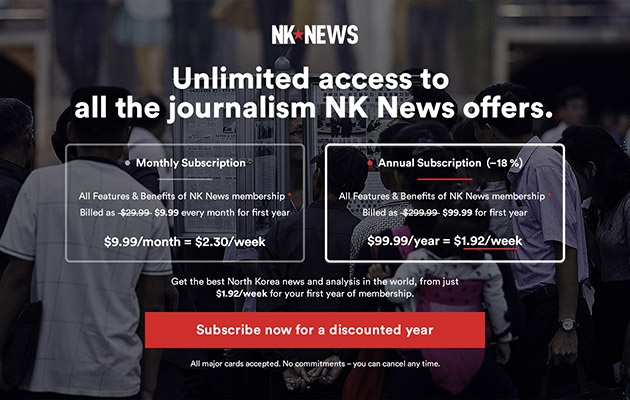 NK★NEWS
Unlimited access to
all the journalism NK News offers.
Monthly Subscription
All Features & Benefits of NK News membership *
Billed as $29.99 $9.99 every month for first year
$9.99/month = $2.30/week
Annual Subscription (–18 %)
All Features & Benefits of NK News membership *
Billed as $299.99 $99.99 for first year
$99.99/year = $1.92/week
Get the best North Korea news and analysis in the world, from just
$1.92/week for your first year of membership.
Subscribe now for a discounted year
All major cards accepted. No commitments – you can cancel any time.